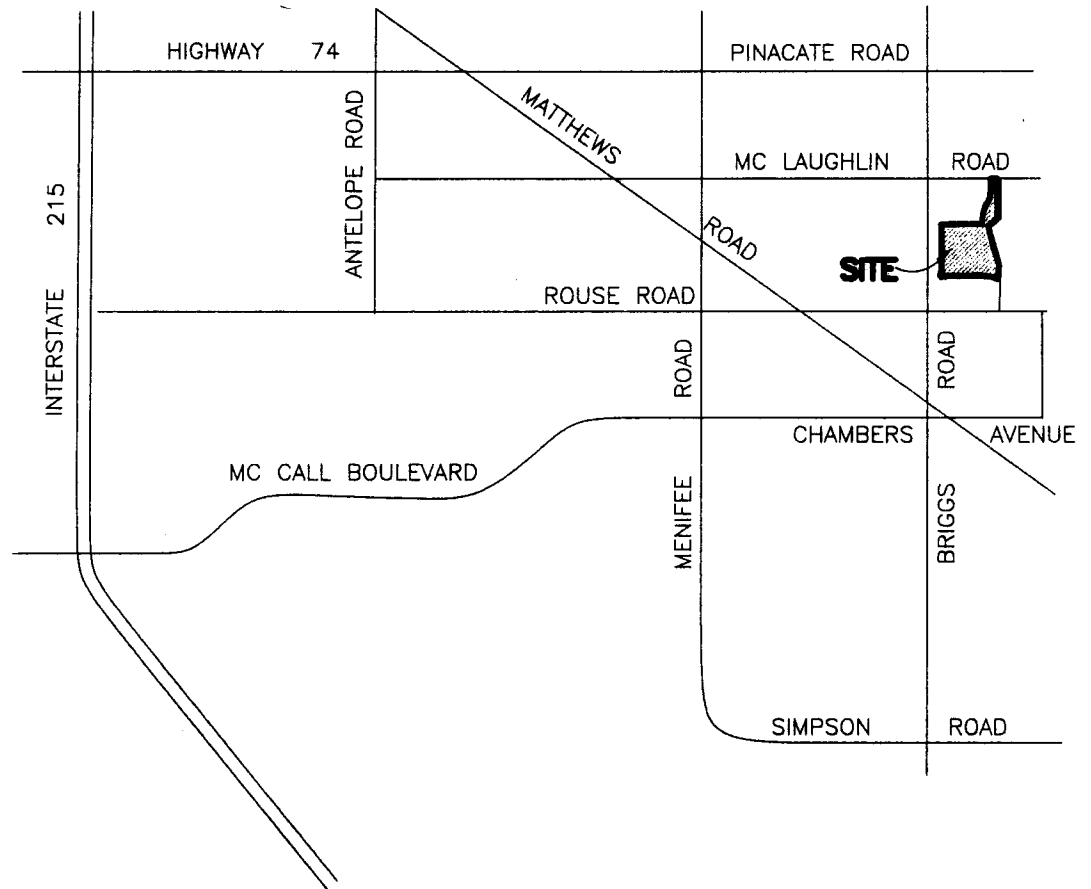 HIGHWAY 74
PINACATE ROAD
MATTHEWS ROAD
ANTELOPE ROAD
MC LAUGHLIN ROAD
INTERSTATE 215
SITE
ROUSE ROAD
MENIFEE ROAD
BRIGGS ROAD
CHAMBERS AVENUE
MC CALL BOULEVARD
SIMPSON ROAD